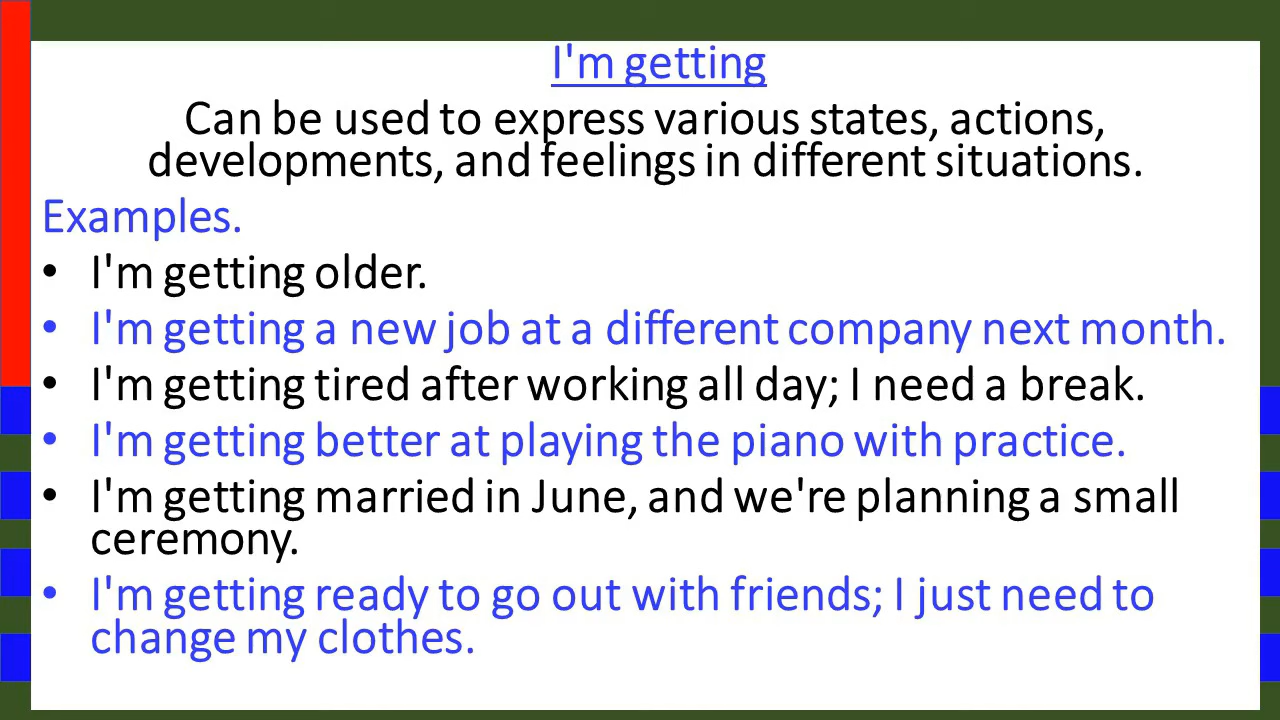 I'm getting
Can be used to express various states, actions,
developments, and feelings in different situations.
Examples.
• I'm getting older.
• I'm getting a new job at a different company next month.
• I'm getting tired after working all day; I need a break.
• I'm getting better at playing the piano with practice.
• I'm getting married in June, and we're planning a small
ceremony.
• I'm getting ready to go out with friends; I just need to
change my clothes.